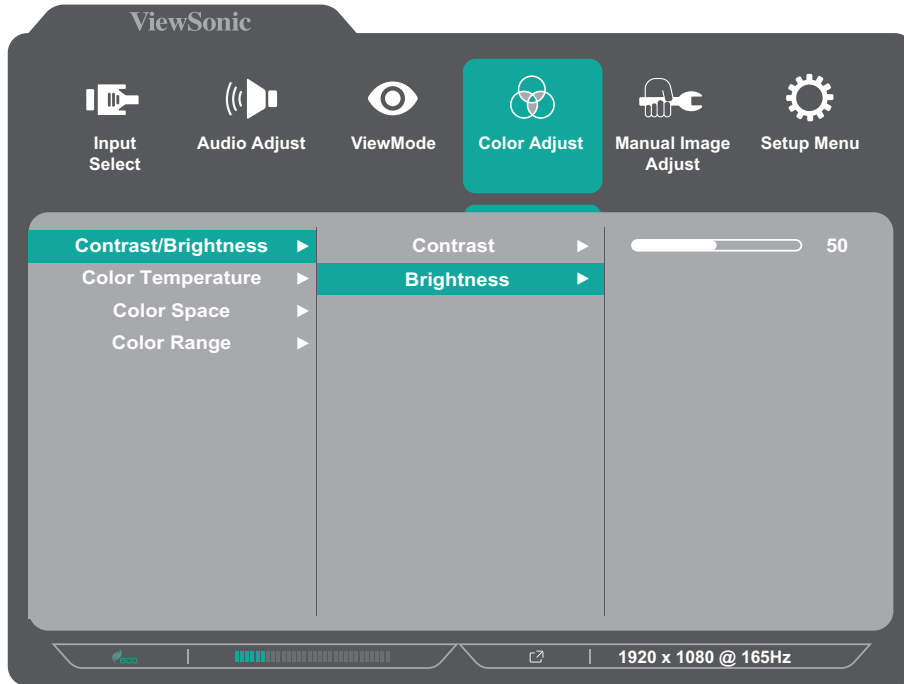 ViewSonic
Input
Select
Audio Adjust
ViewMode
Color Adjust
Manual Image
Adjust
Setup Menu
Contrast/Brightness
Contrast
50
Color Temperature
Brightness
Color Space
Color Range
eco
1920 x 1080 @ 165Hz